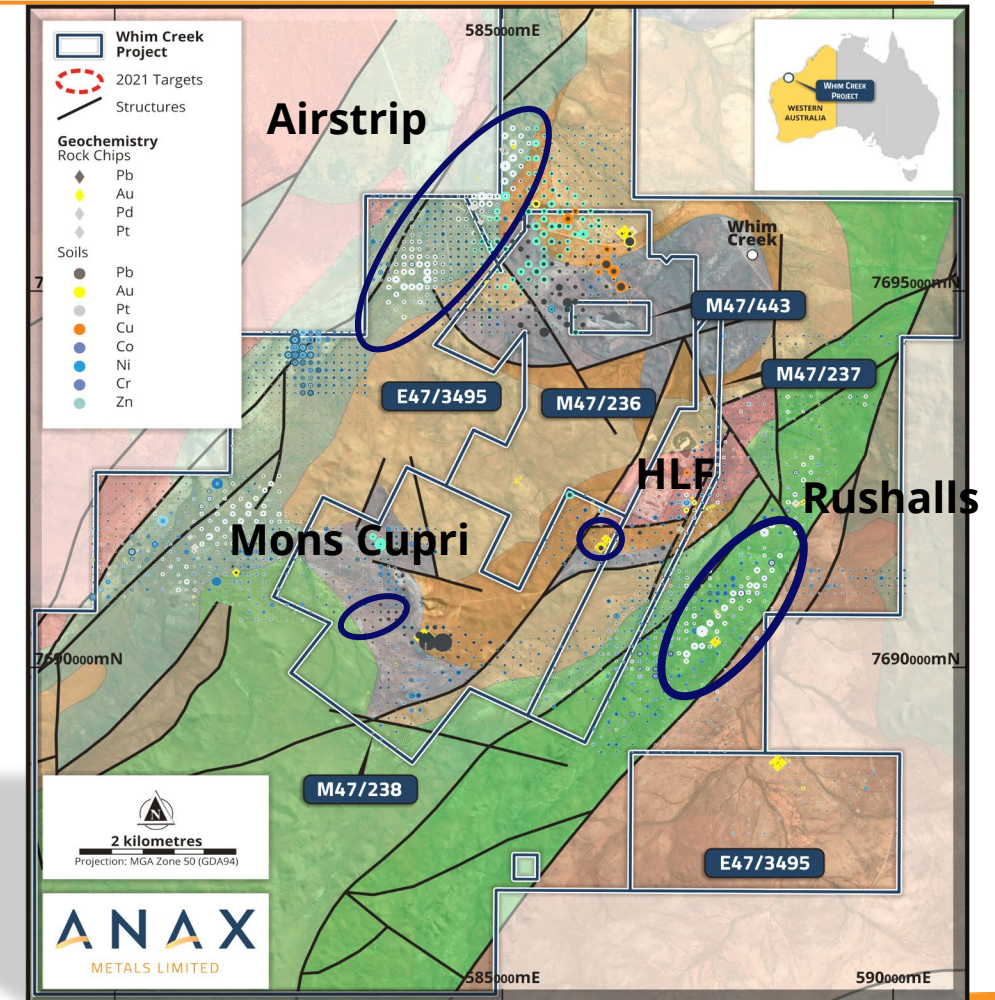 Whim Creek
Project
2021 Targets
Structures
Geochemistry
Rock Chips
Pb
Au
Pd
Pt
Soils
Pb
Au
Pt
Cu
Co
Ni
Cr
Zn
585000mE
WHIM CREEK
PROJECT
WESTERN
AUSTRALIA
Airstrip
Whim
Creek
7
7695000mN
M47/443
M47/237
E47/3495
M47/236
HLF
Rushalls
Mons Cupri
7690000mN
7690000mN
M47/238
E47/3495
N
2 kilometres
Projection: MGA Zone 50 (GDA94)
ANAX
METALS LIMITED
585000mE
590000mE